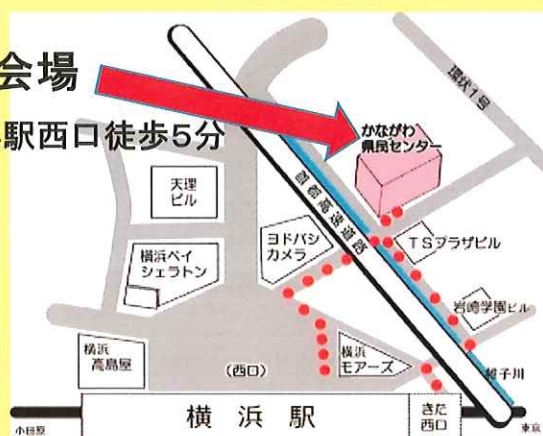 会場
駅西口徒歩5分
環状1号
かながわ
県民センター
天理
ビル
首都高速道路
ヨドバシ
カメラ
TSプラザビル
横浜ベイ
シェラトン
岩崎学園ビル
横浜
高島屋
(西口)
横浜
モアーズ
横浜駅
きた
西口
小田原
東京